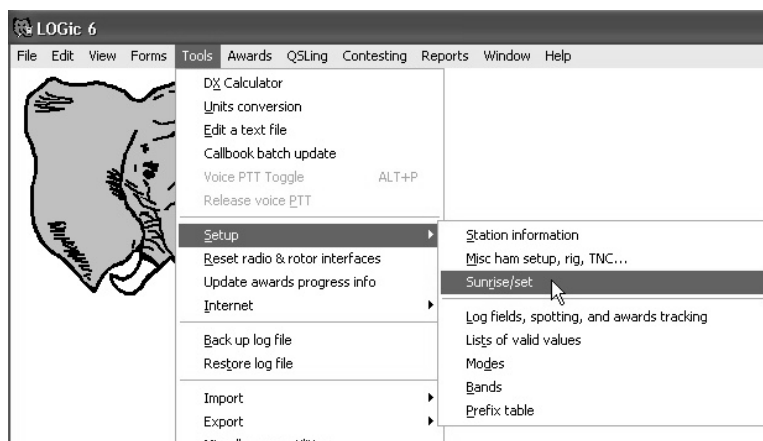 LOGic 6
File Edit View Forms Tools Awards QSLing Contesting Reports Window Help
DX Calculator
Units conversion
Edit a text file
Callbook batch update
Voice PTT Toggle ALT+P
Release voice PTT
Setup
Reset radio & rotor interfaces
Update awards progress info
Internet
Back up log file
Restore log file
Import
Export
Station information
Misc ham setup, rig, TNC...
Sunrise/set
Log fields, spotting, and awards tracking
Lists of valid values
Modes
Bands
Prefix table